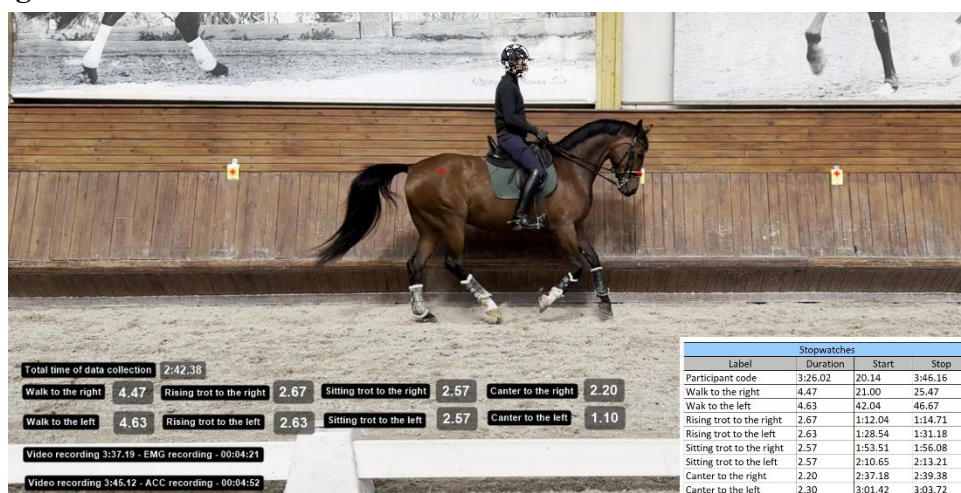 Total time of data collection 2:42.38
Walk to the right 4.47 Rising trot to the right 2.67 Sitting trot to the right 2.57 Canter to the right 2.20
Walk to the left 4.63 Rising trot to the left 2.63 Sitting trot to the left 2.57 Canter to the left 1.10
Video recording 3:37.19 - EMG recording - 00:04:21
Video recording 3:45.12 - ACC recording - 00:04:52
Stopwatches
Label Duration Start Stop
Participant code 3:26.02 20.14 3:46.16
Walk to the right 4.47 21.00 25.47
Wak to the left 4.63 42.04 46.67
Rising trot to the right 2.67 1:12.04 1:14.71
Rising trot to the left 2.63 1:28.54 1:31.18
Sitting trot to the right 2.57 1:53.51 1:56.08
Sitting trot to the left 2.57 2:10.65 2:13.21
Canter to the right 2.20 2:37.18 2:39.38
Canter to the left 2.30 3:01.42 3:03.72